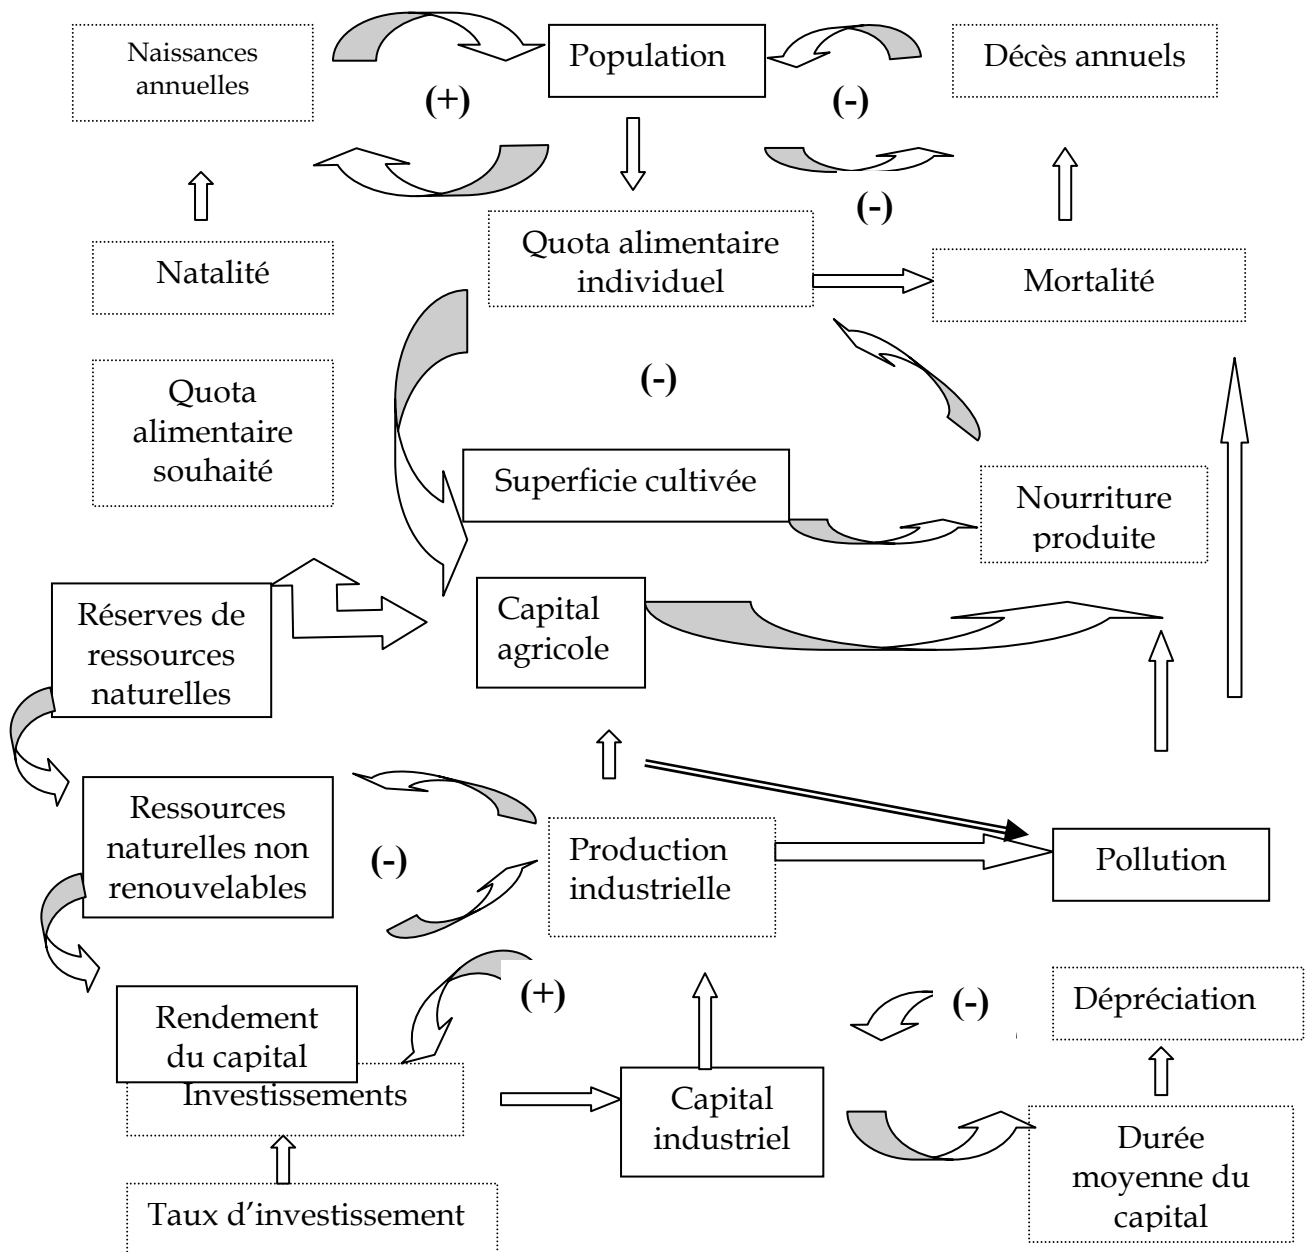 Naissances
annuelles
Population
Décès annuels
(+)
(-)
(-)
Quota alimentaire
individuel
Natalité
Mortalité
Quota
alimentaire
souhaité
(-)
Superficie cultivée
Nourriture
produite
Réserves de
ressources
naturelles
Capital
agricole
Ressources
naturelles non
renouvelables
(-)
Production
industrielle
Pollution
(+)
(-)
Dépréciation
Rendement
du capital
Investissements
Capital
industriel
Durée
moyenne du
capital
Taux d'investissement